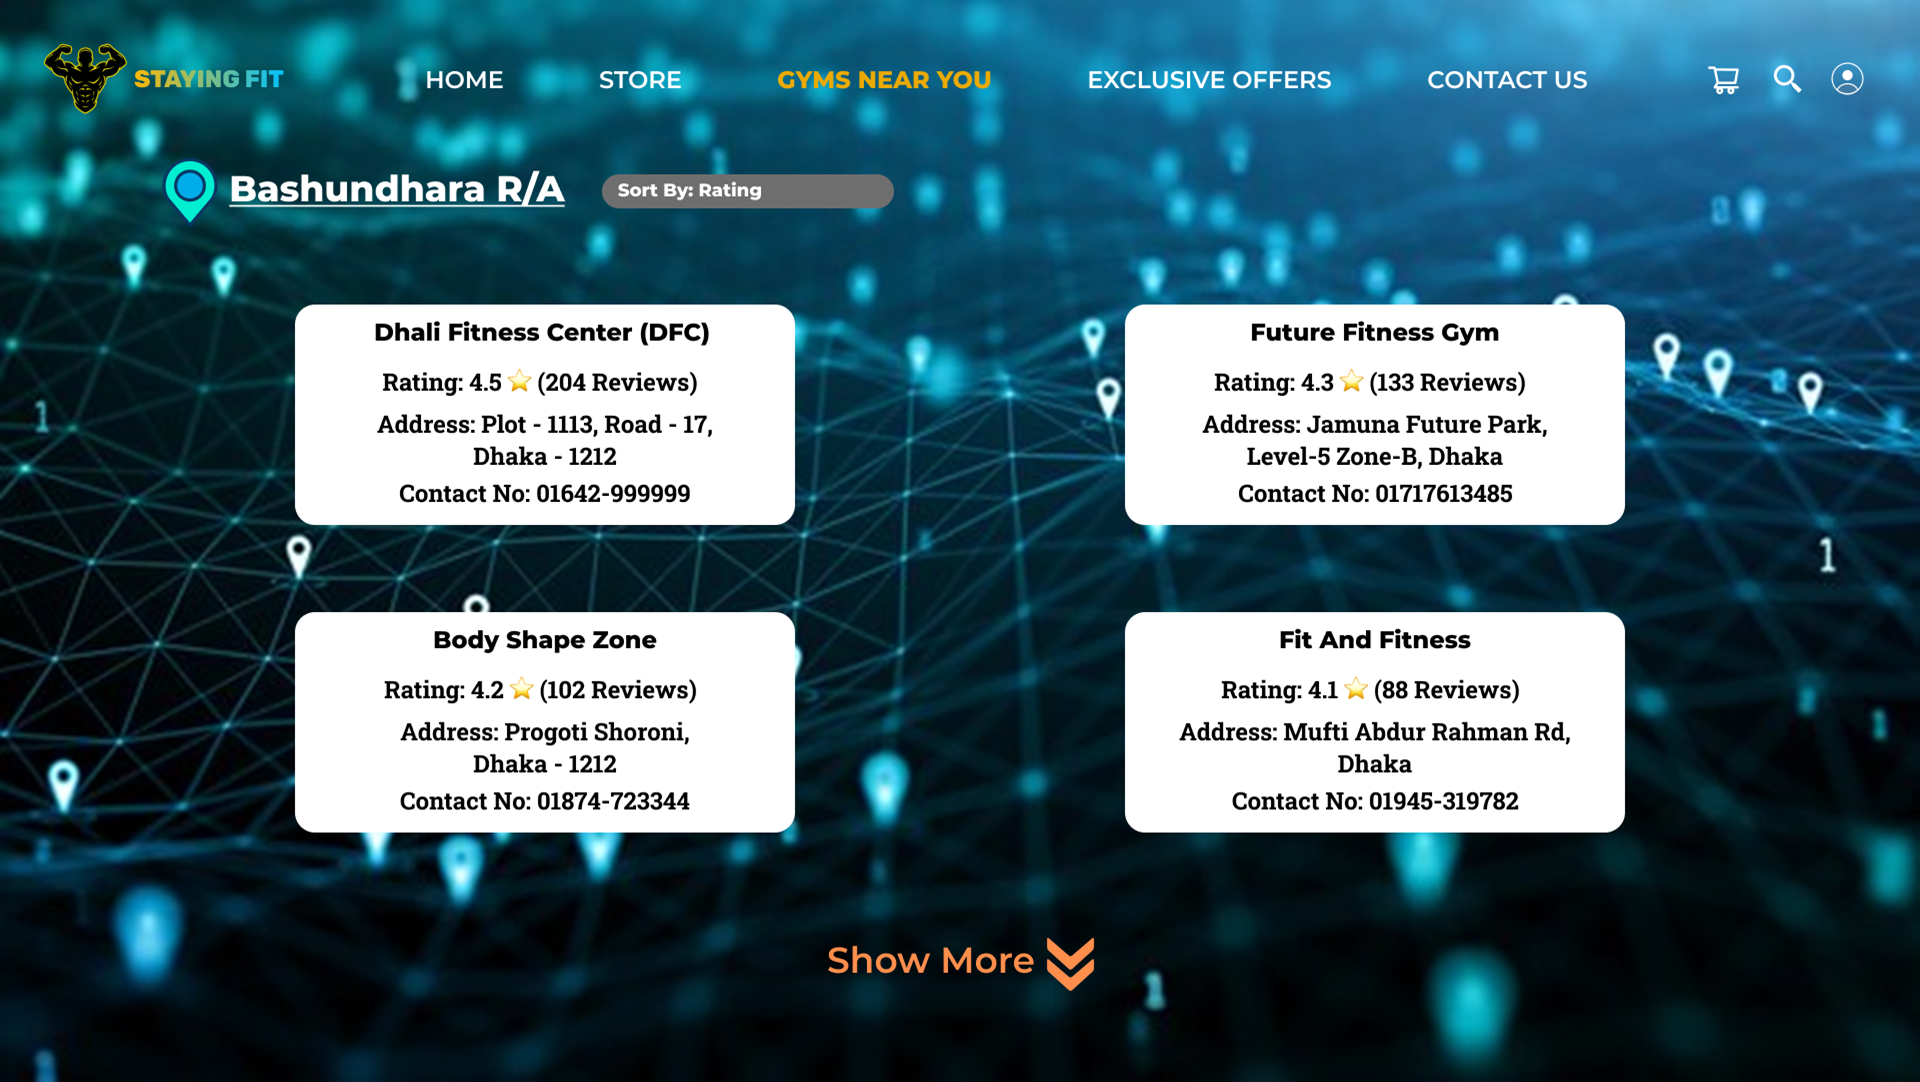 STAYING FIT
HOME
STORE
GYMS NEAR YOU
EXCLUSIVE OFFERS
CONTACT US
Bashundhara R/A
Sort By: Rating
Dhali Fitness Center (DFC)
Rating: 4.5 ⭐ (204 Reviews)
Address: Plot - 1113, Road - 17,
Dhaka - 1212
Contact No: 01642-999999
Future Fitness Gym
Rating: 4.3 ⭐ (133 Reviews)
Address: Jamuna Future Park,
Level-5 Zone-B, Dhaka
Contact No: 01717613485
Body Shape Zone
Rating: 4.2 ⭐ (102 Reviews)
Address: Progoti Shoroni,
Dhaka - 1212
Contact No: 01874-723344
Fit And Fitness
Rating: 4.1 ⭐ (88 Reviews)
Address: Mufti Abdur Rahman Rd,
Dhaka
Contact No: 01945-319782
Show More
1
1
1
1